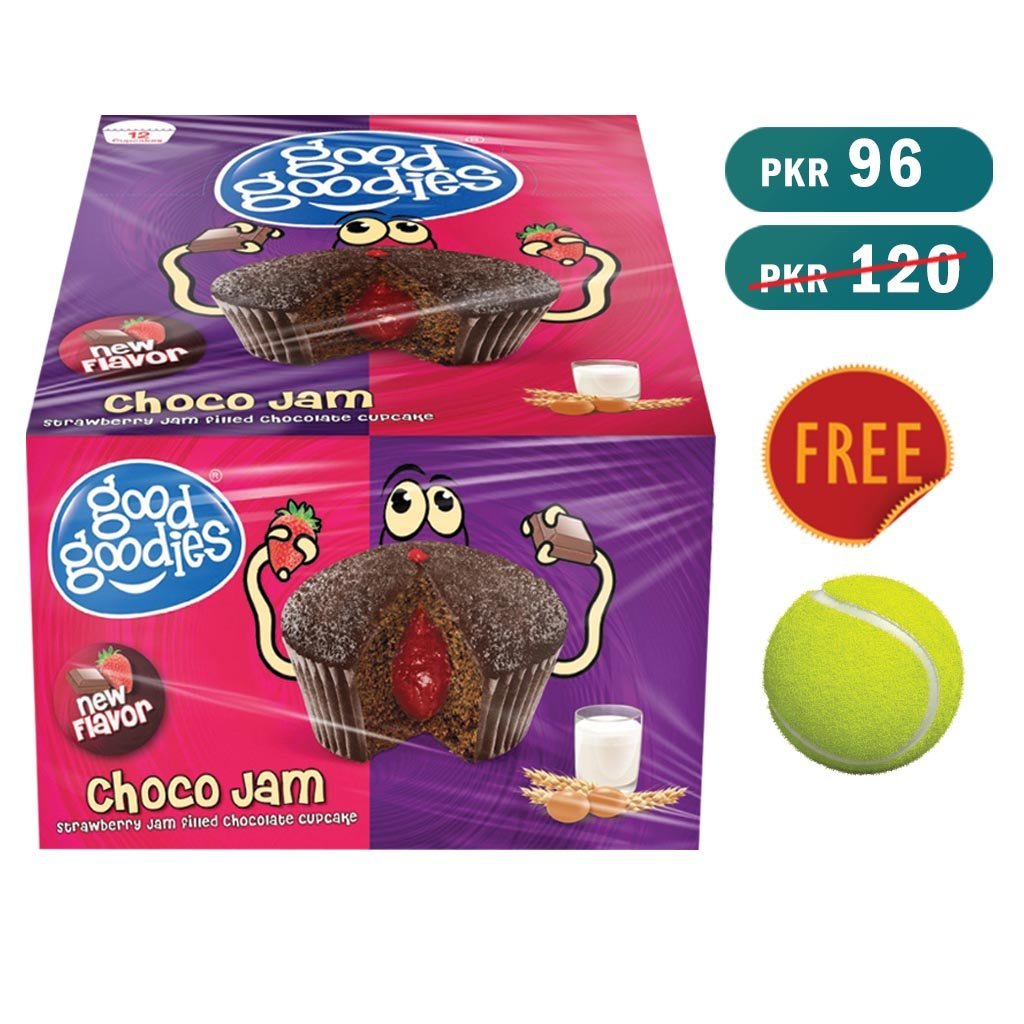 12
Cupcakes
good
goodies
®
new
Flavor
Choco Jam
strawberry jam filled chocolate cupcake
good
goodies
®
new
Flavor
Choco Jam
strawberry jam filled chocolate cupcake
PKR 96
PKR 120
FREE